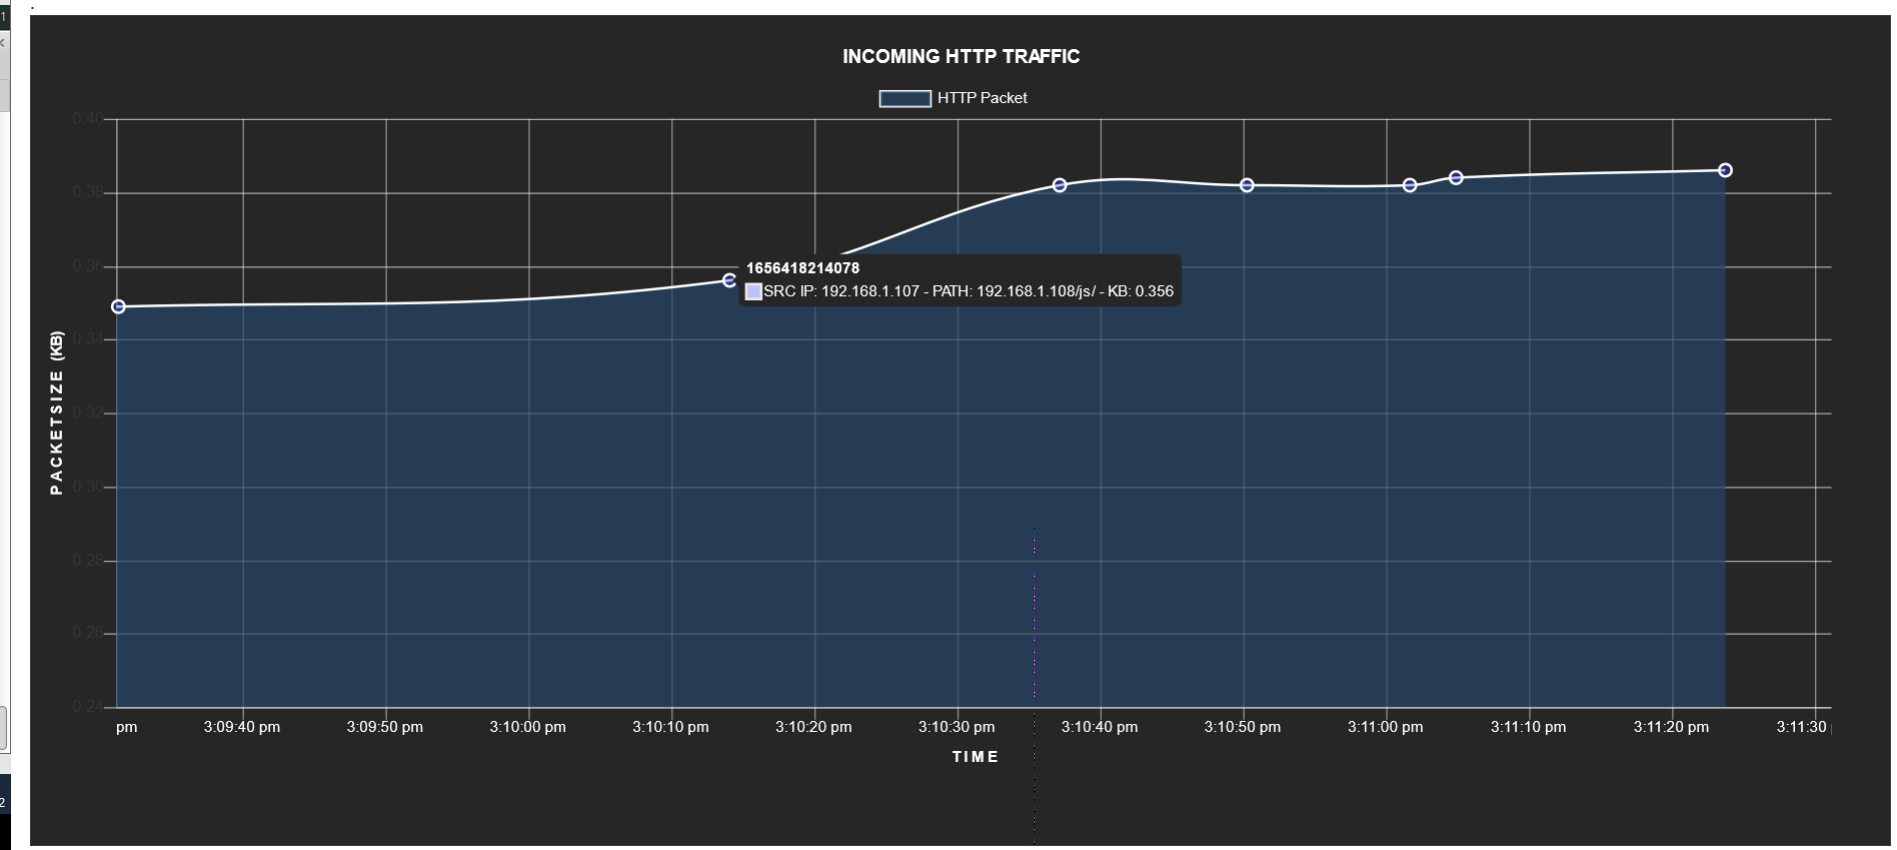 1
INCOMING HTTP TRAFFIC
HTTP Packet
0.40
0.38
0.36
0.34
0.32
0.30
0.28
0.26
0.24
PACKETSIZE (KB)
1656418214078
SRC IP: 192.168.1.107 - PATH: 192.168.1.108/js/ - KB: 0.356
pm 3:09:40 pm 3:09:50 pm 3:10:00 pm 3:10:10 pm 3:10:20 pm 3:10:30 pm 3:10:40 pm 3:10:50 pm 3:11:00 pm 3:11:10 pm 3:11:20 pm 3:11:30
TIME
2